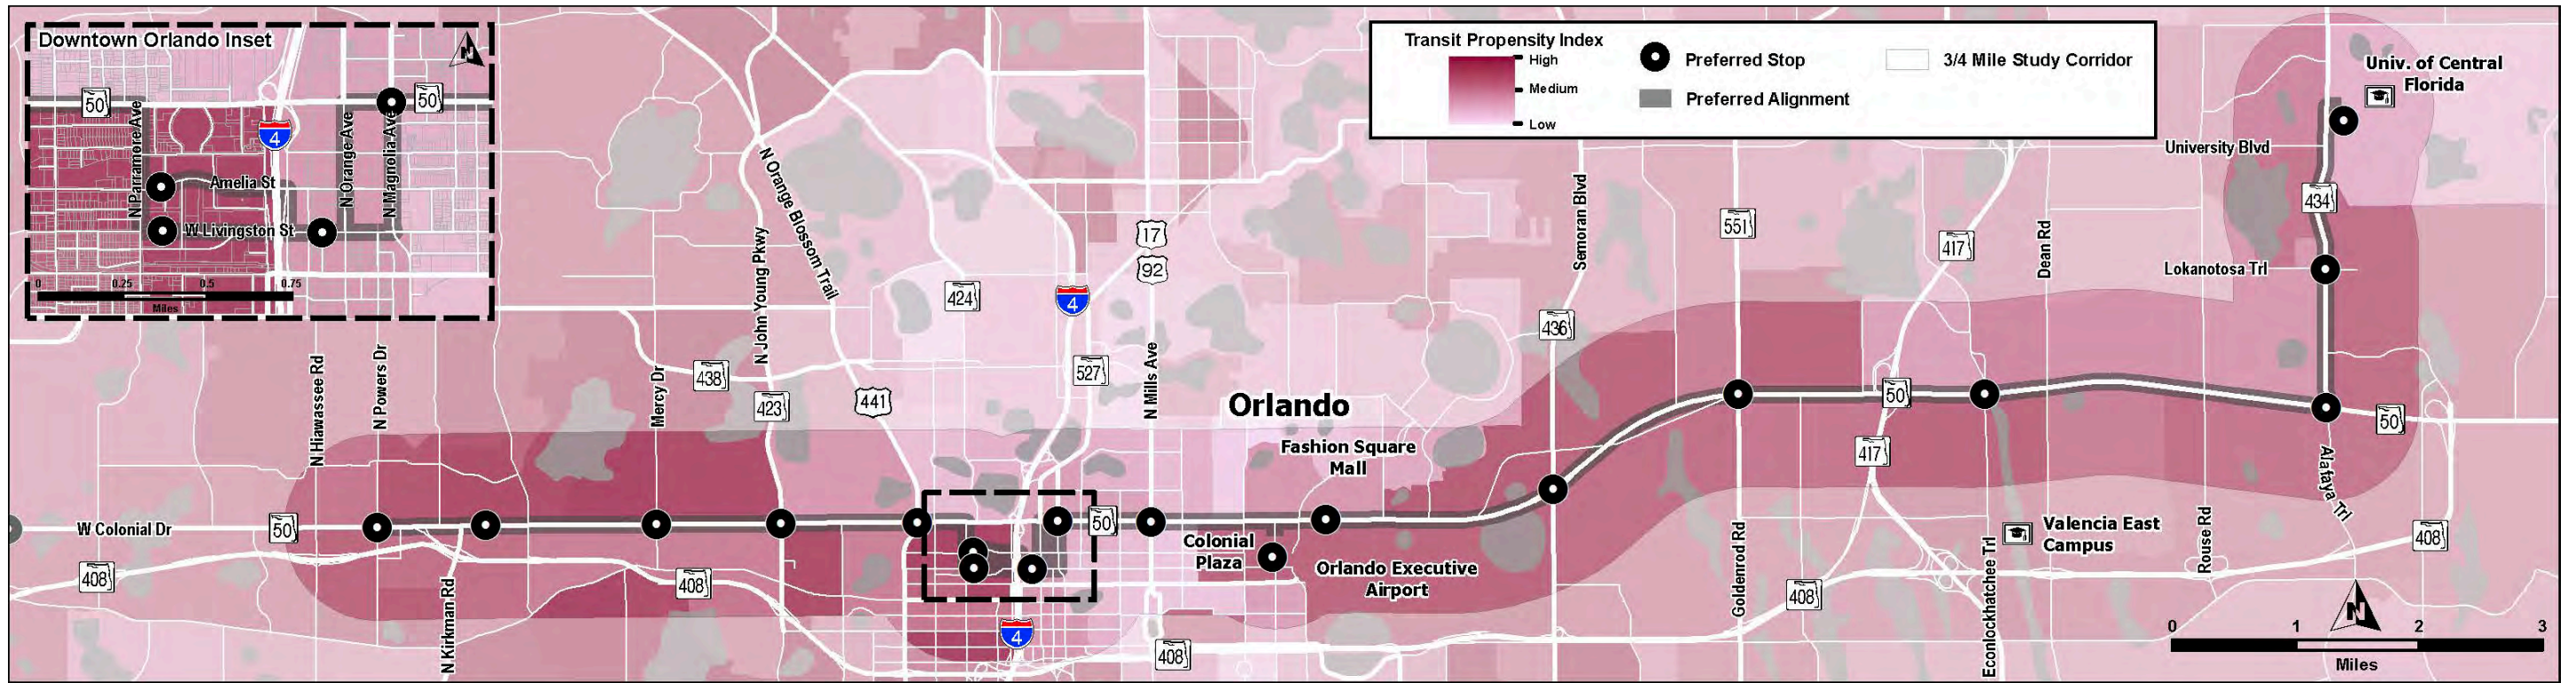 Downtown Orlando Inset
N
50
50
N Parramore Ave
4
N Orange Ave
N Magnolia Ave
Amelia St
W Livingston St
0 0.25 0.5 0.75
Miles
Transit Propensity Index
High
Medium
Low
Preferred Stop
Preferred Alignment
3/4 Mile Study Corridor
Univ. of Central
Florida
University Blvd
434
Lokanotosa Trl
N Orange Blossom Trail
N John Young Pkwy
17
92
424
4
Semoran Blvd
551
417
Dean Rd
436
N Hiawassee Rd
N Powers Dr
Mercy Dr
438
423
441
527
N Mills Ave
Orlando
Fashion Square
Mall
50
417
50
Alafaya Trl
W Colonial Dr
50
50
408
N Kirkman Rd
408
Colonial
Plaza
Orlando Executive
Airport
4
408
Goldenrod Rd
408
Econlockhatchee Trl
Valencia East
Campus
Rouse Rd
408
N
0 1 2 3
Miles